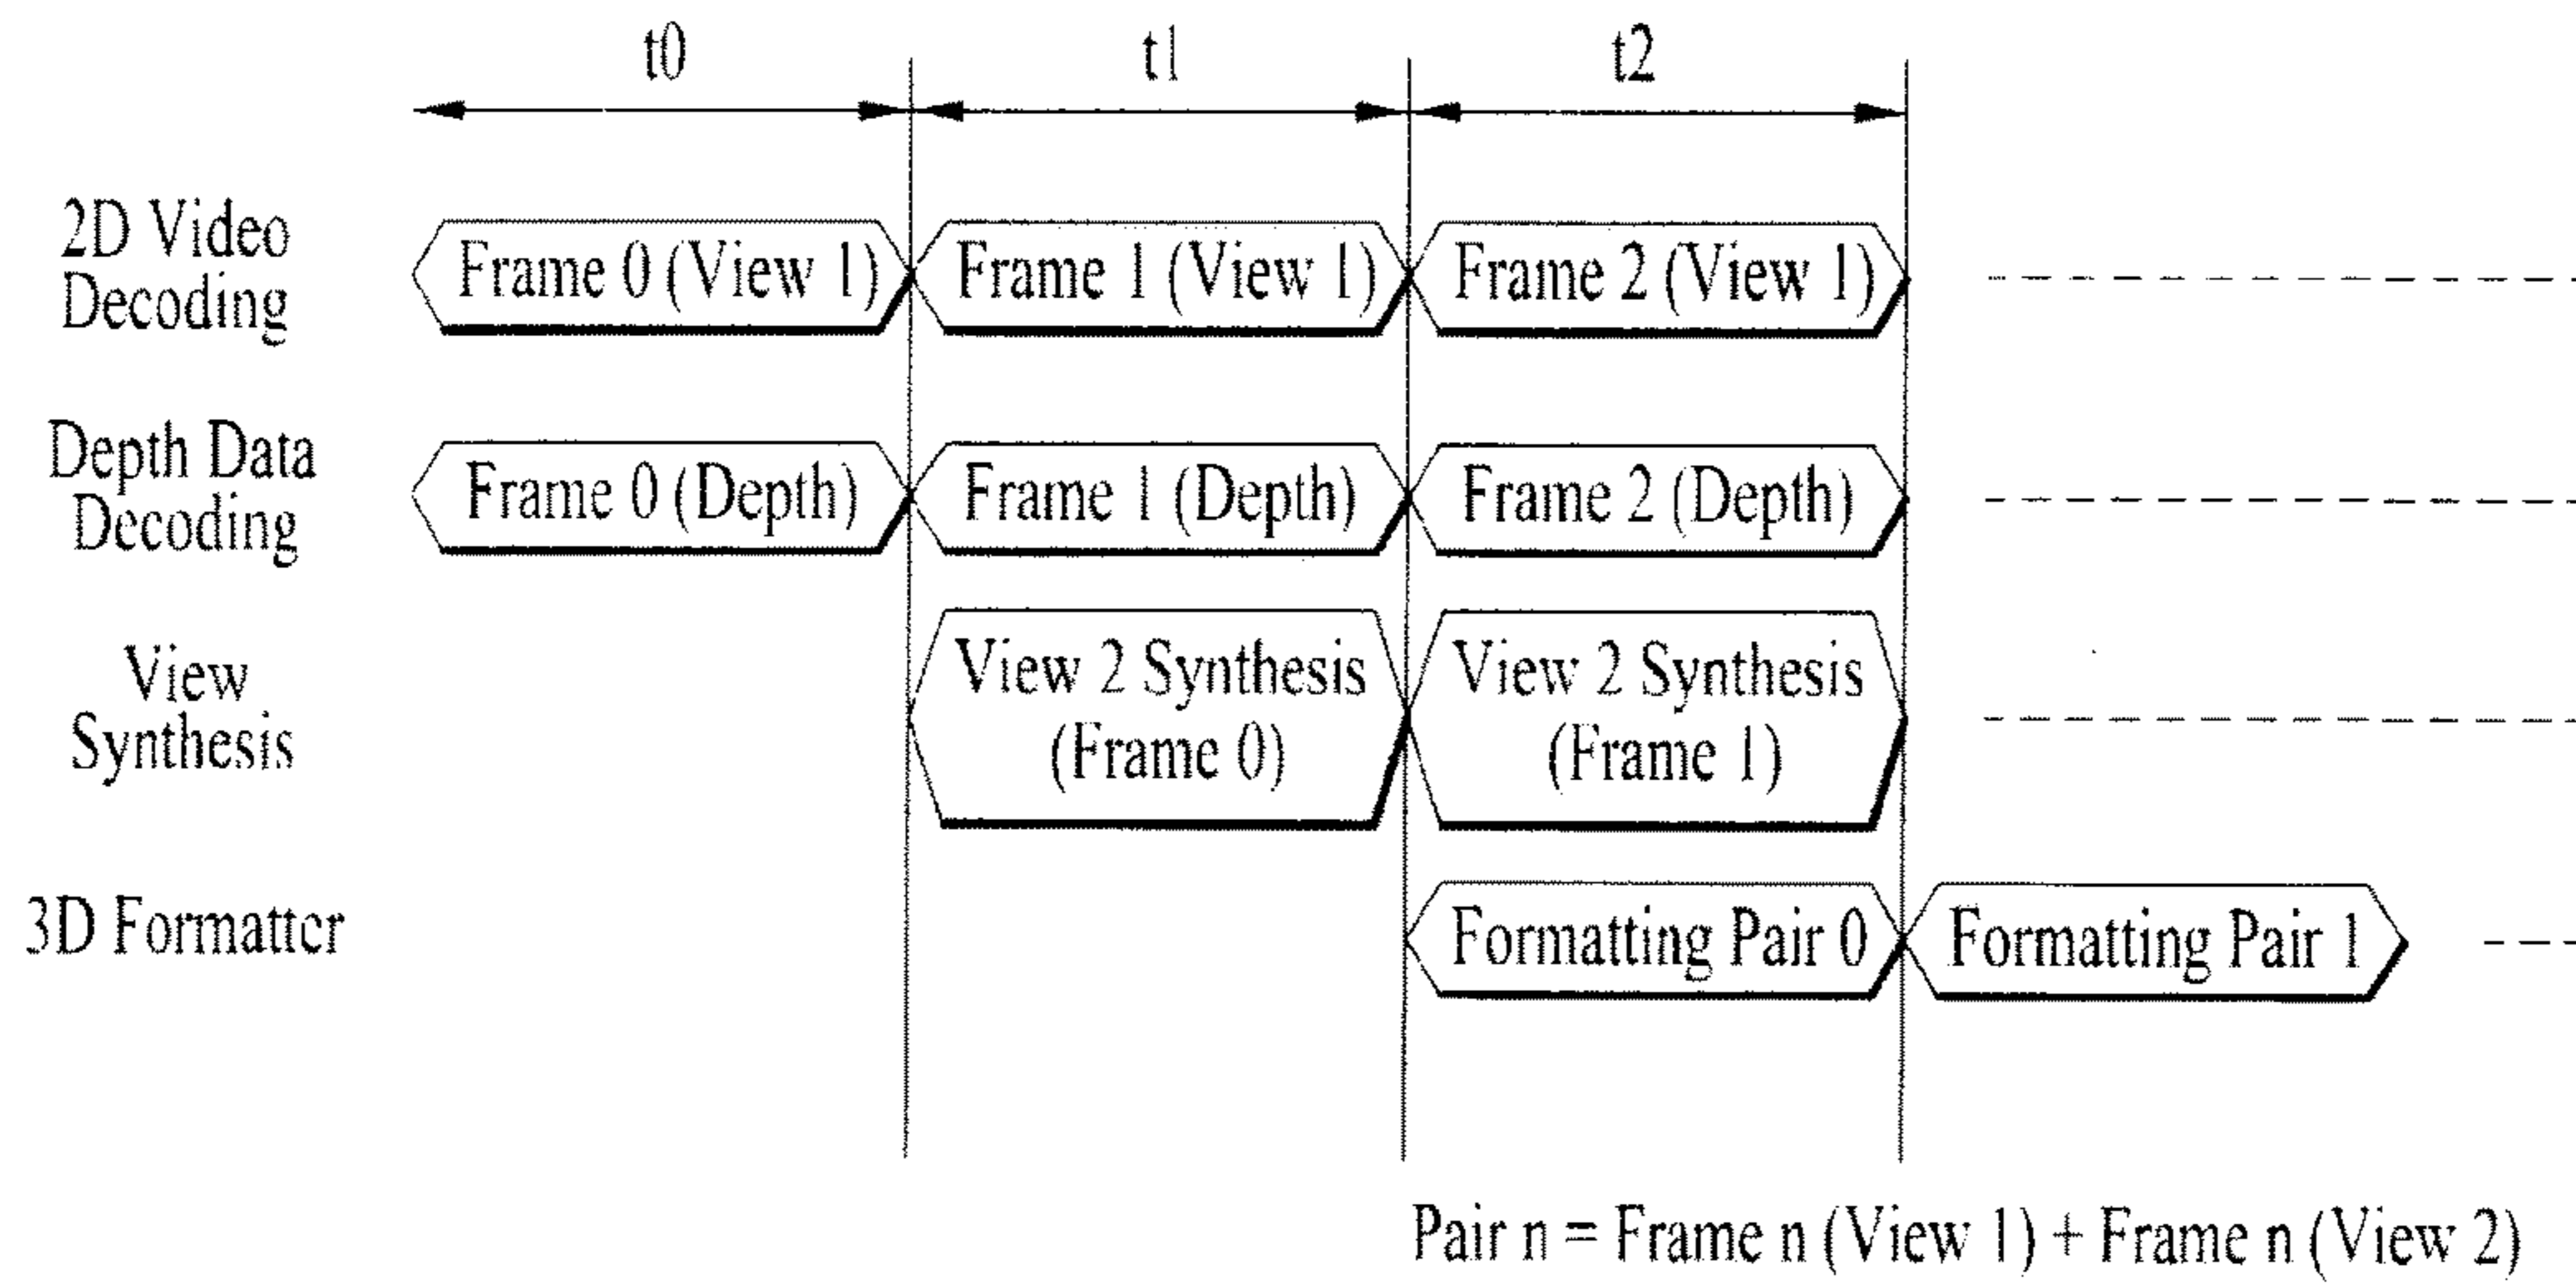 t0 t1 t2
2D Video
Decoding
Frame 0 (View 1) Frame 1 (View 1) Frame 2 (View 1)
Depth Data
Decoding
Frame 0 (Depth) Frame 1 (Depth) Frame 2 (Depth)
View
Synthesis
View 2 Synthesis
(Frame 0)
View 2 Synthesis
(Frame 1)
3D Formatter
Formatting Pair 0 Formatting Pair 1
Pair n = Frame n (View 1) + Frame n (View 2)